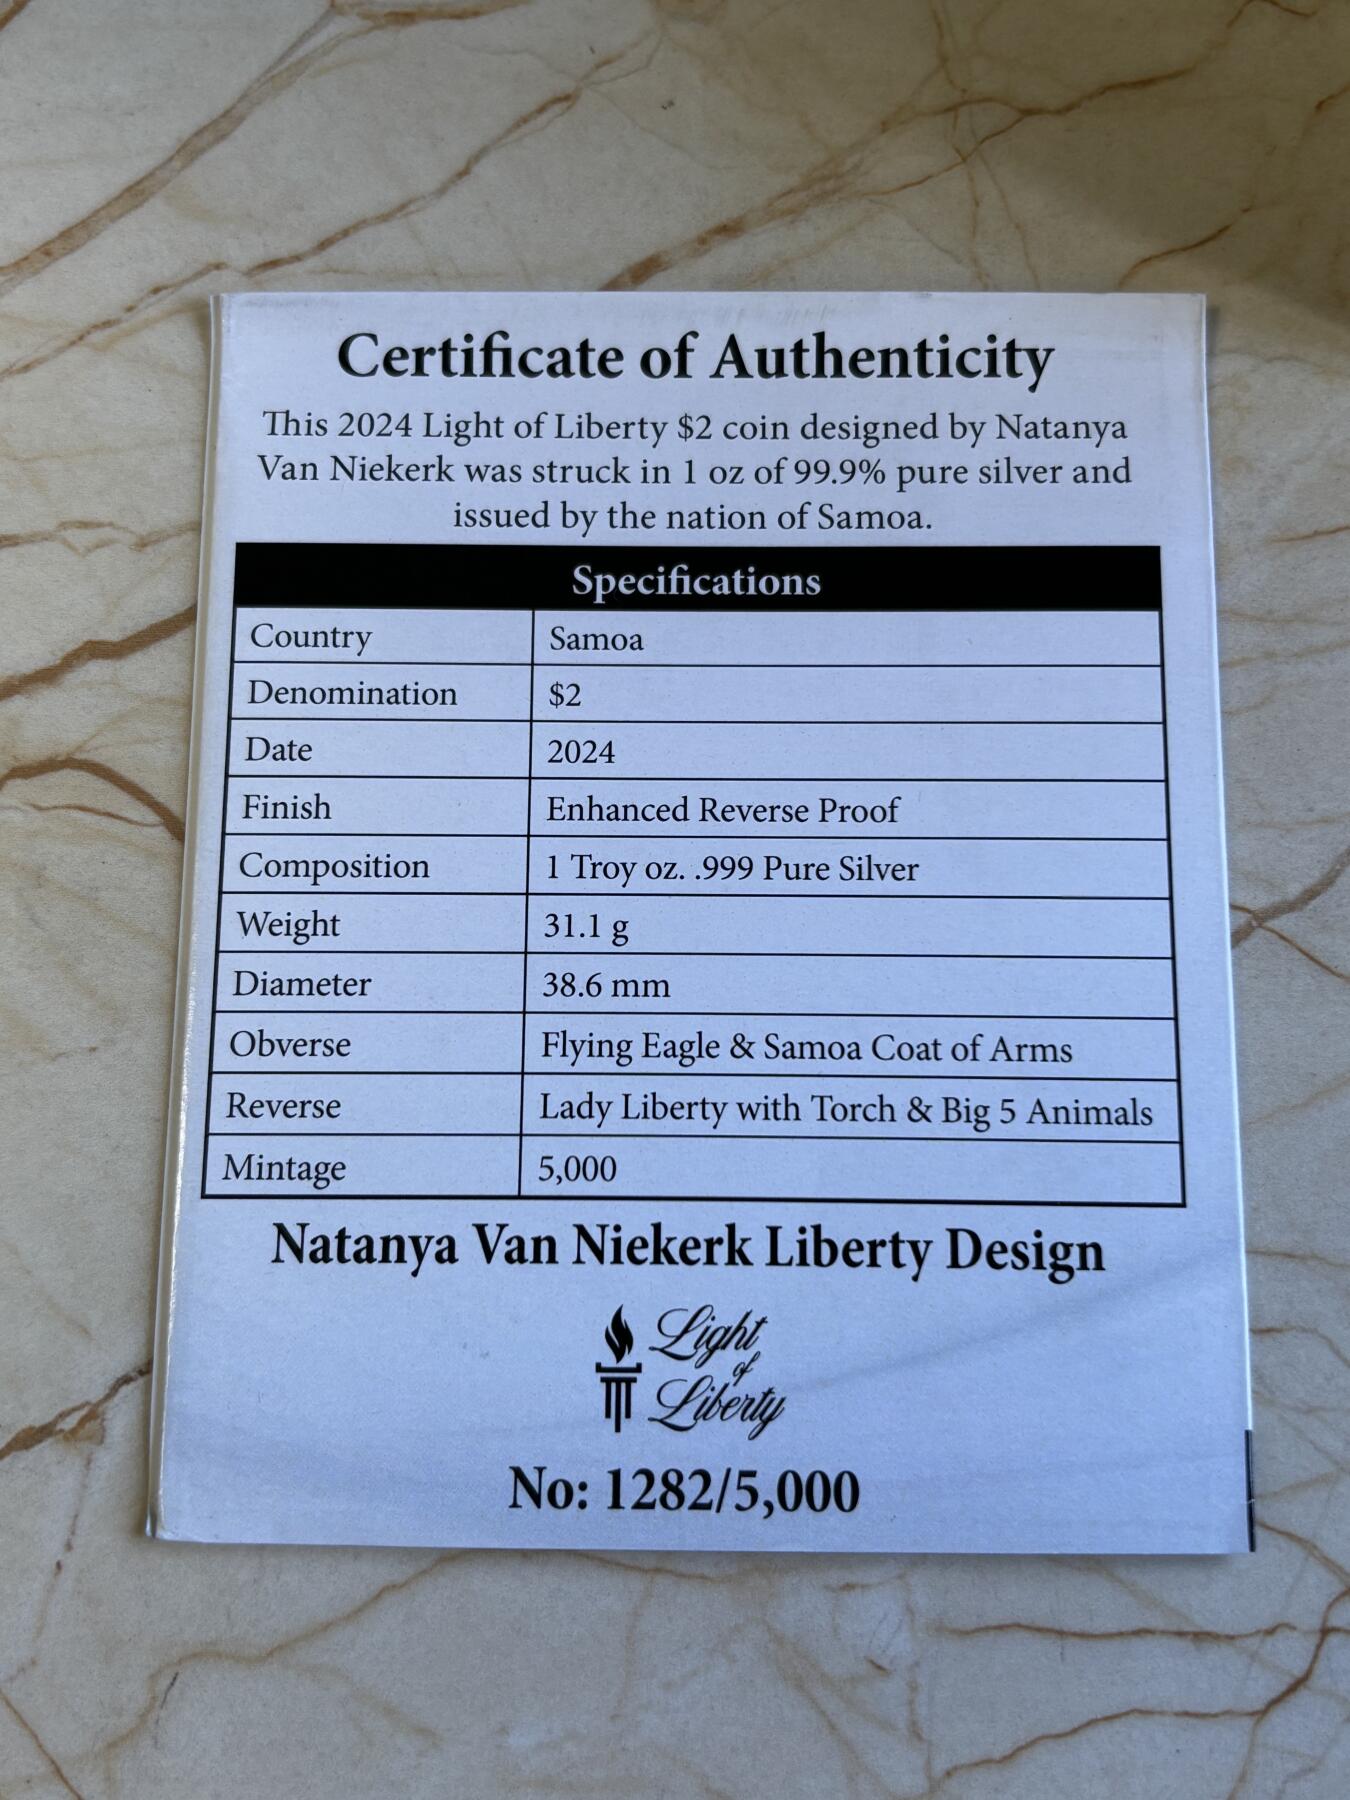 Certificate of Authenticity
This 2024 Light of Liberty $2 coin designed by Natanya
Van Niekerk was struck in 1 oz of 99.9% pure silver and
issued by the nation of Samoa.
Specifications
Country Samoa
Denomination $2
Date 2024
Finish Enhanced Reverse Proof
Composition 1 Troy oz. .999 Pure Silver
Weight 31.1 g
Diameter 38.6 mm
Obverse Flying Eagle & Samoa Coat of Arms
Reverse Lady Liberty with Torch & Big 5 Animals
Mintage 5,000
Natanya Van Niekerk Liberty Design
Light
of
Liberty
No: 1282/5,000